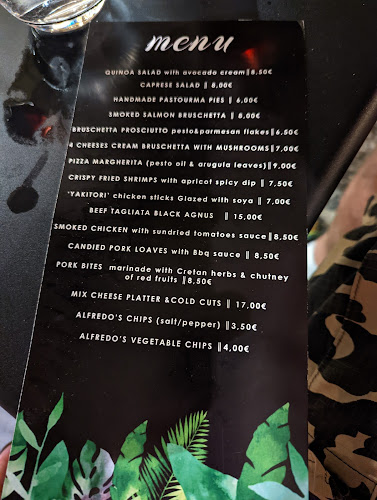 menu
QUINOA SALAD with avocado cream‖8,50€
CAPRESE SALAD ‖ 8,00€
HANDMADE PASTOURMA PIES ‖ 6,00€
SMOKED SALMON BRUSCHETTA ‖ 8,00€
BRUSCHETTA PROSCIUTTO pesto&parmesan flakes‖6,50€
4 CHEESES CREAM BRUSCHETTA WITH MUSHROOMS‖7,00€
PIZZA MARGHERITA (pesto oil & arugula leaves)‖9,00€
CRISPY FRIED SHRIMPS with apricot spicy dip ‖ 7,50€
'YAKITORI' chicken sticks Glazed with soya ‖ 7,00€
BEEF TAGLIATA BLACK AGNUS ‖ 15,00€
SMOKED CHICKEN with sundried tomatoes sauce‖8,50€
CANDIED PORK LOAVES with Bbq sauce ‖ 8,50€
PORK BITES marinade with Cretan herbs & chutney
of red fruits ‖8,50€
MIX CHEESE PLATTER &COLD CUTS ‖ 17,00€
ALFREDO'S CHIPS (salt/pepper) ‖3,50€
ALFREDO'S VEGETABLE CHIPS ‖4,00€